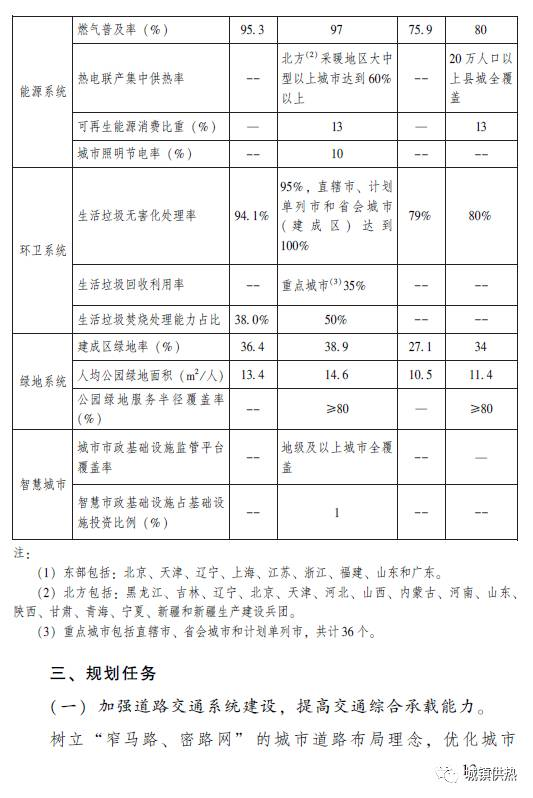 燃气普及率（%） 95.3 97 75.9 80
能源系统
热电联产集中供热率 -- 北方(2)采暖地区大中型以上城市达到60%以上 -- 20万人口以上县城全覆盖
可再生能源消费比重（%） — 13 — 13
城市照明节电率（%） -- 10 -- --
环卫系统
生活垃圾无害化处理率 94.1% 95%，直辖市、计划单列市和省会城市（建成区）达到100% 79% 80%
生活垃圾回收利用率 -- 重点城市(3)35% -- --
生活垃圾焚烧处理能力占比 38.0% 50% -- --
绿地系统
建成区绿地率（%） 36.4 38.9 27.1 34
人均公园绿地面积（m²/人） 13.4 14.6 10.5 11.4
公园绿地服务半径覆盖率（%） -- ≥80 — ≥80
智慧城市
城市市政基础设施监管平台覆盖率 -- 地级及以上城市全覆盖 -- —
智慧市政基础设施占基础设施投资比例（%） -- 1 -- --
注：
（1）东部包括：北京、天津、辽宁、上海、江苏、浙江、福建、山东和广东。
（2）北方包括：黑龙江、吉林、辽宁、北京、天津、河北、山西、内蒙古、河南、山东、
陕西、甘肃、青海、宁夏、新疆和新疆生产建设兵团。
（3）重点城市包括直辖市、省会城市和计划单列市，共计36个。
三、规划任务
（一）加强道路交通系统建设，提高交通综合承载能力。
树立“窄马路、密路网”的城市道路布局理念，优化城市
城镇供热